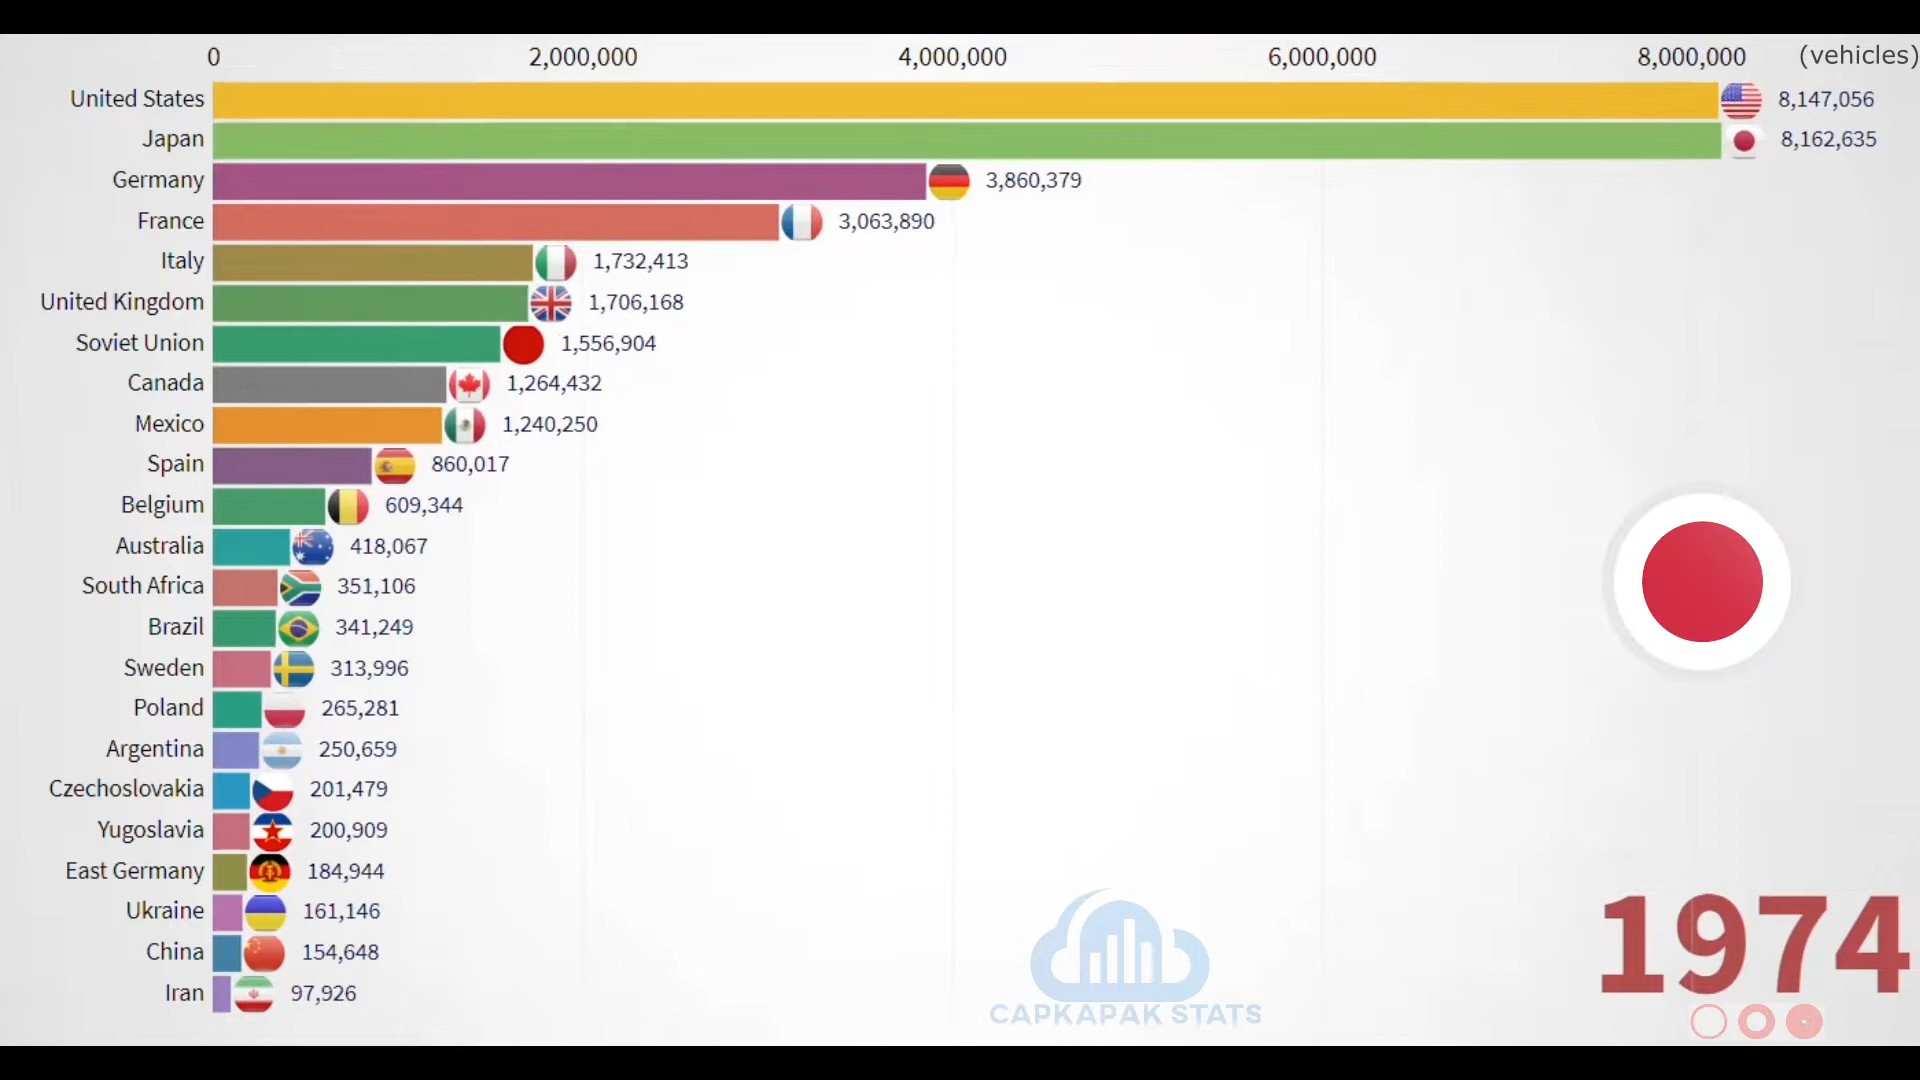 0 2,000,000 4,000,000 6,000,000 8,000,000 (vehicles)
United States 8,147,056
Japan 8,162,635
Germany 3,860,379
France 3,063,890
Italy 1,732,413
United Kingdom 1,706,168
Soviet Union 1,556,904
Canada 1,264,432
Mexico 1,240,250
Spain 860,017
Belgium 609,344
Australia 418,067
South Africa 351,106
Brazil 341,249
Sweden 313,996
Poland 265,281
Argentina 250,659
Czechoslovakia 201,479
Yugoslavia 200,909
East Germany 184,944
Ukraine 161,146
China 154,648
Iran 97,926
1974
CAPKAPAK STATS